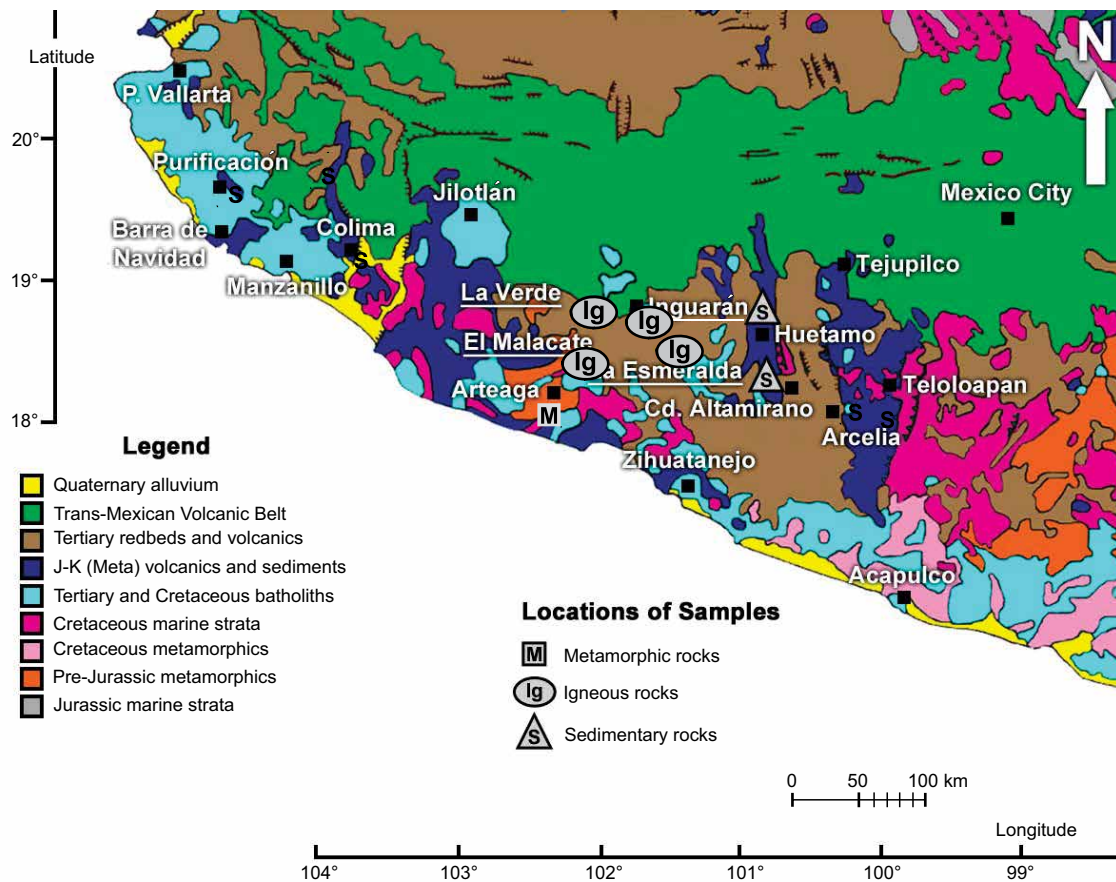 Latitude
N
P. Vallarta
20°
Purificación
S
S
Mexico City
Jilotlán
Barra de
Navidad
Colima
S
Tejupilco
19°
Manzanillo
La Verde
Ig
Inguarán
S
Ig
Huetamo
El Malacate
Ig
Ig
a Esmeralda
S
Teloloapan
Arteaga
M
Cd. Altamirano
S
S
18°
Arcelia
Zihuatanejo
Acapulco
Legend
Quaternary alluvium
Trans-Mexican Volcanic Belt
Tertiary redbeds and volcanics
J-K (Meta) volcanics and sediments
Tertiary and Cretaceous batholiths
Cretaceous marine strata
Cretaceous metamorphics
Pre-Jurassic metamorphics
Jurassic marine strata
Locations of Samples
M Metamorphic rocks
Ig Igneous rocks
S Sedimentary rocks
0 50 100 km
Longitude
104° 103° 102° 101° 100° 99°